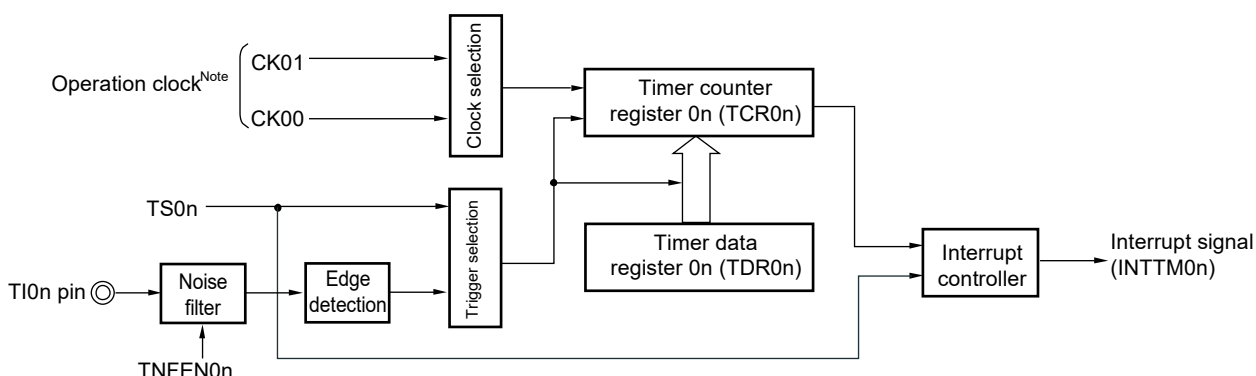 Operation clock^Note
CK01
CK00
Clock selection
Timer counter
register 0n (TCR0n)
TS0n
Trigger selection
Timer data
register 0n (TDR0n)
Interrupt
controller
Interrupt signal
(INTTM0n)
TI0n pin
Noise
filter
Edge
detection
TNFEN0n